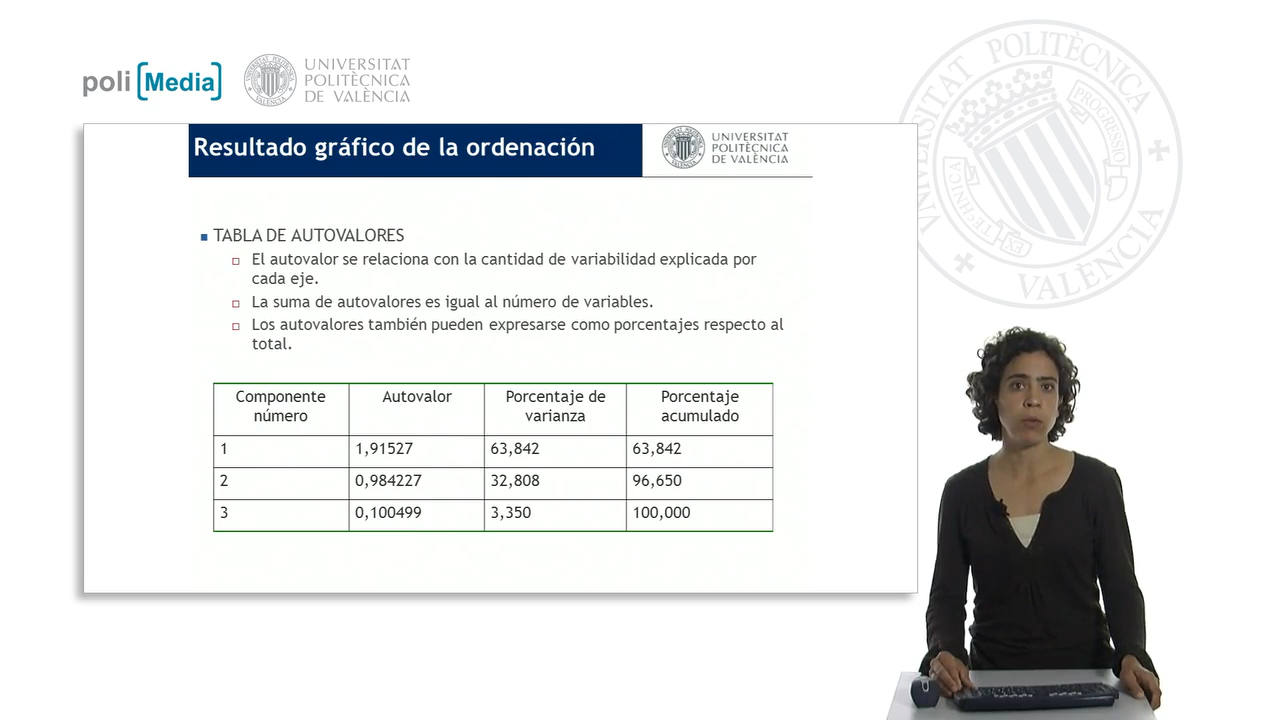 poli [Media]
UNIVERSITAT
POLITÈCNICA
DE VALÈNCIA
UNIVERSITAT POLITÈCNICA
VALÈNCIA
PROGRESSIO
Resultado gráfico de la ordenación
UNIVERSITAT
POLITÈCNICA
DE VALÈNCIA
TABLA DE AUTOVALORES
El autovalor se relaciona con la cantidad de variabilidad explicada por
cada eje.
La suma de autovalores es igual al número de variables.
Los autovalores también pueden expresarse como porcentajes respecto al
total.
Componente número Autovalor Porcentaje de varianza Porcentaje acumulado
1 1,91527 63,842 63,842
2 0,984227 32,808 96,650
3 0,100499 3,350 100,000